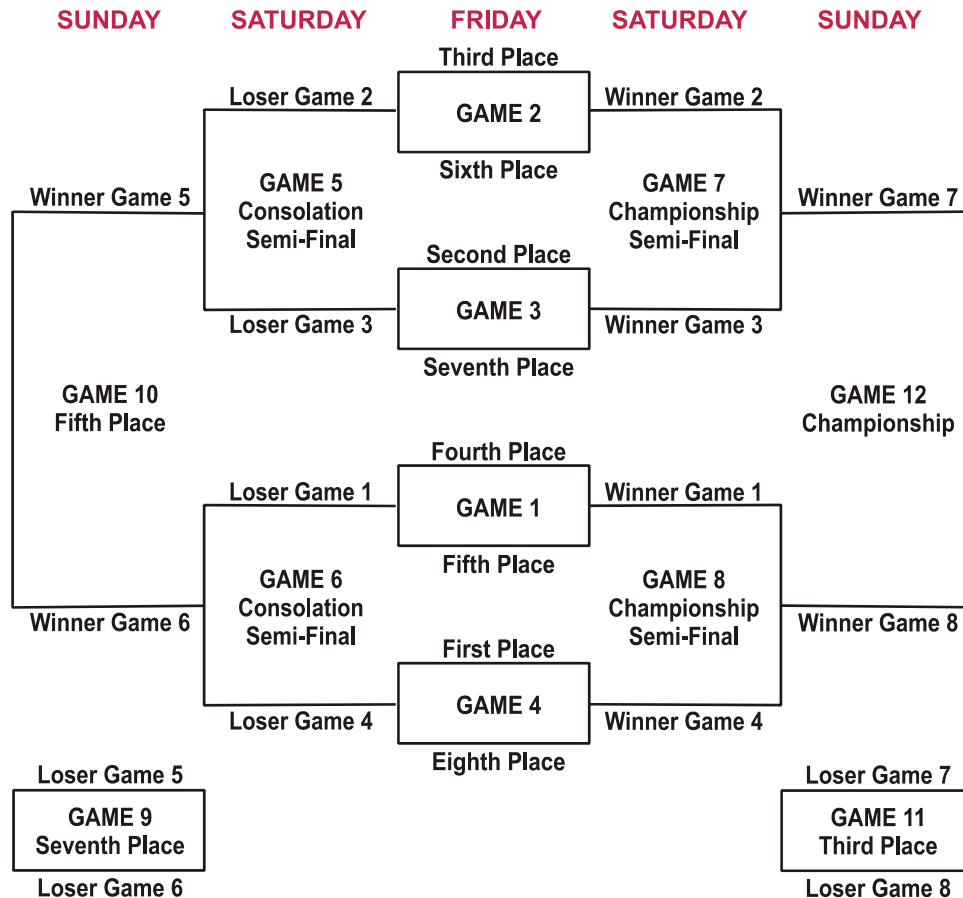 SUNDAY SATURDAY FRIDAY SATURDAY SUNDAY
Third Place
Loser Game 2 GAME 2 Winner Game 2
Sixth Place
Winner Game 5 GAME 5 GAME 7 Winner Game 7
Consolation Championship
Semi-Final Semi-Final
Second Place
Loser Game 3 GAME 3 Winner Game 3
Seventh Place
GAME 10 GAME 12
Fifth Place Championship
Fourth Place
Loser Game 1 GAME 1 Winner Game 1
Fifth Place
GAME 6 GAME 8
Consolation Championship
Winner Game 6 Semi-Final Semi-Final Winner Game 8
First Place
Loser Game 4 GAME 4 Winner Game 4
Eighth Place
Loser Game 5 Loser Game 7
GAME 9 GAME 11
Seventh Place Third Place
Loser Game 6 Loser Game 8